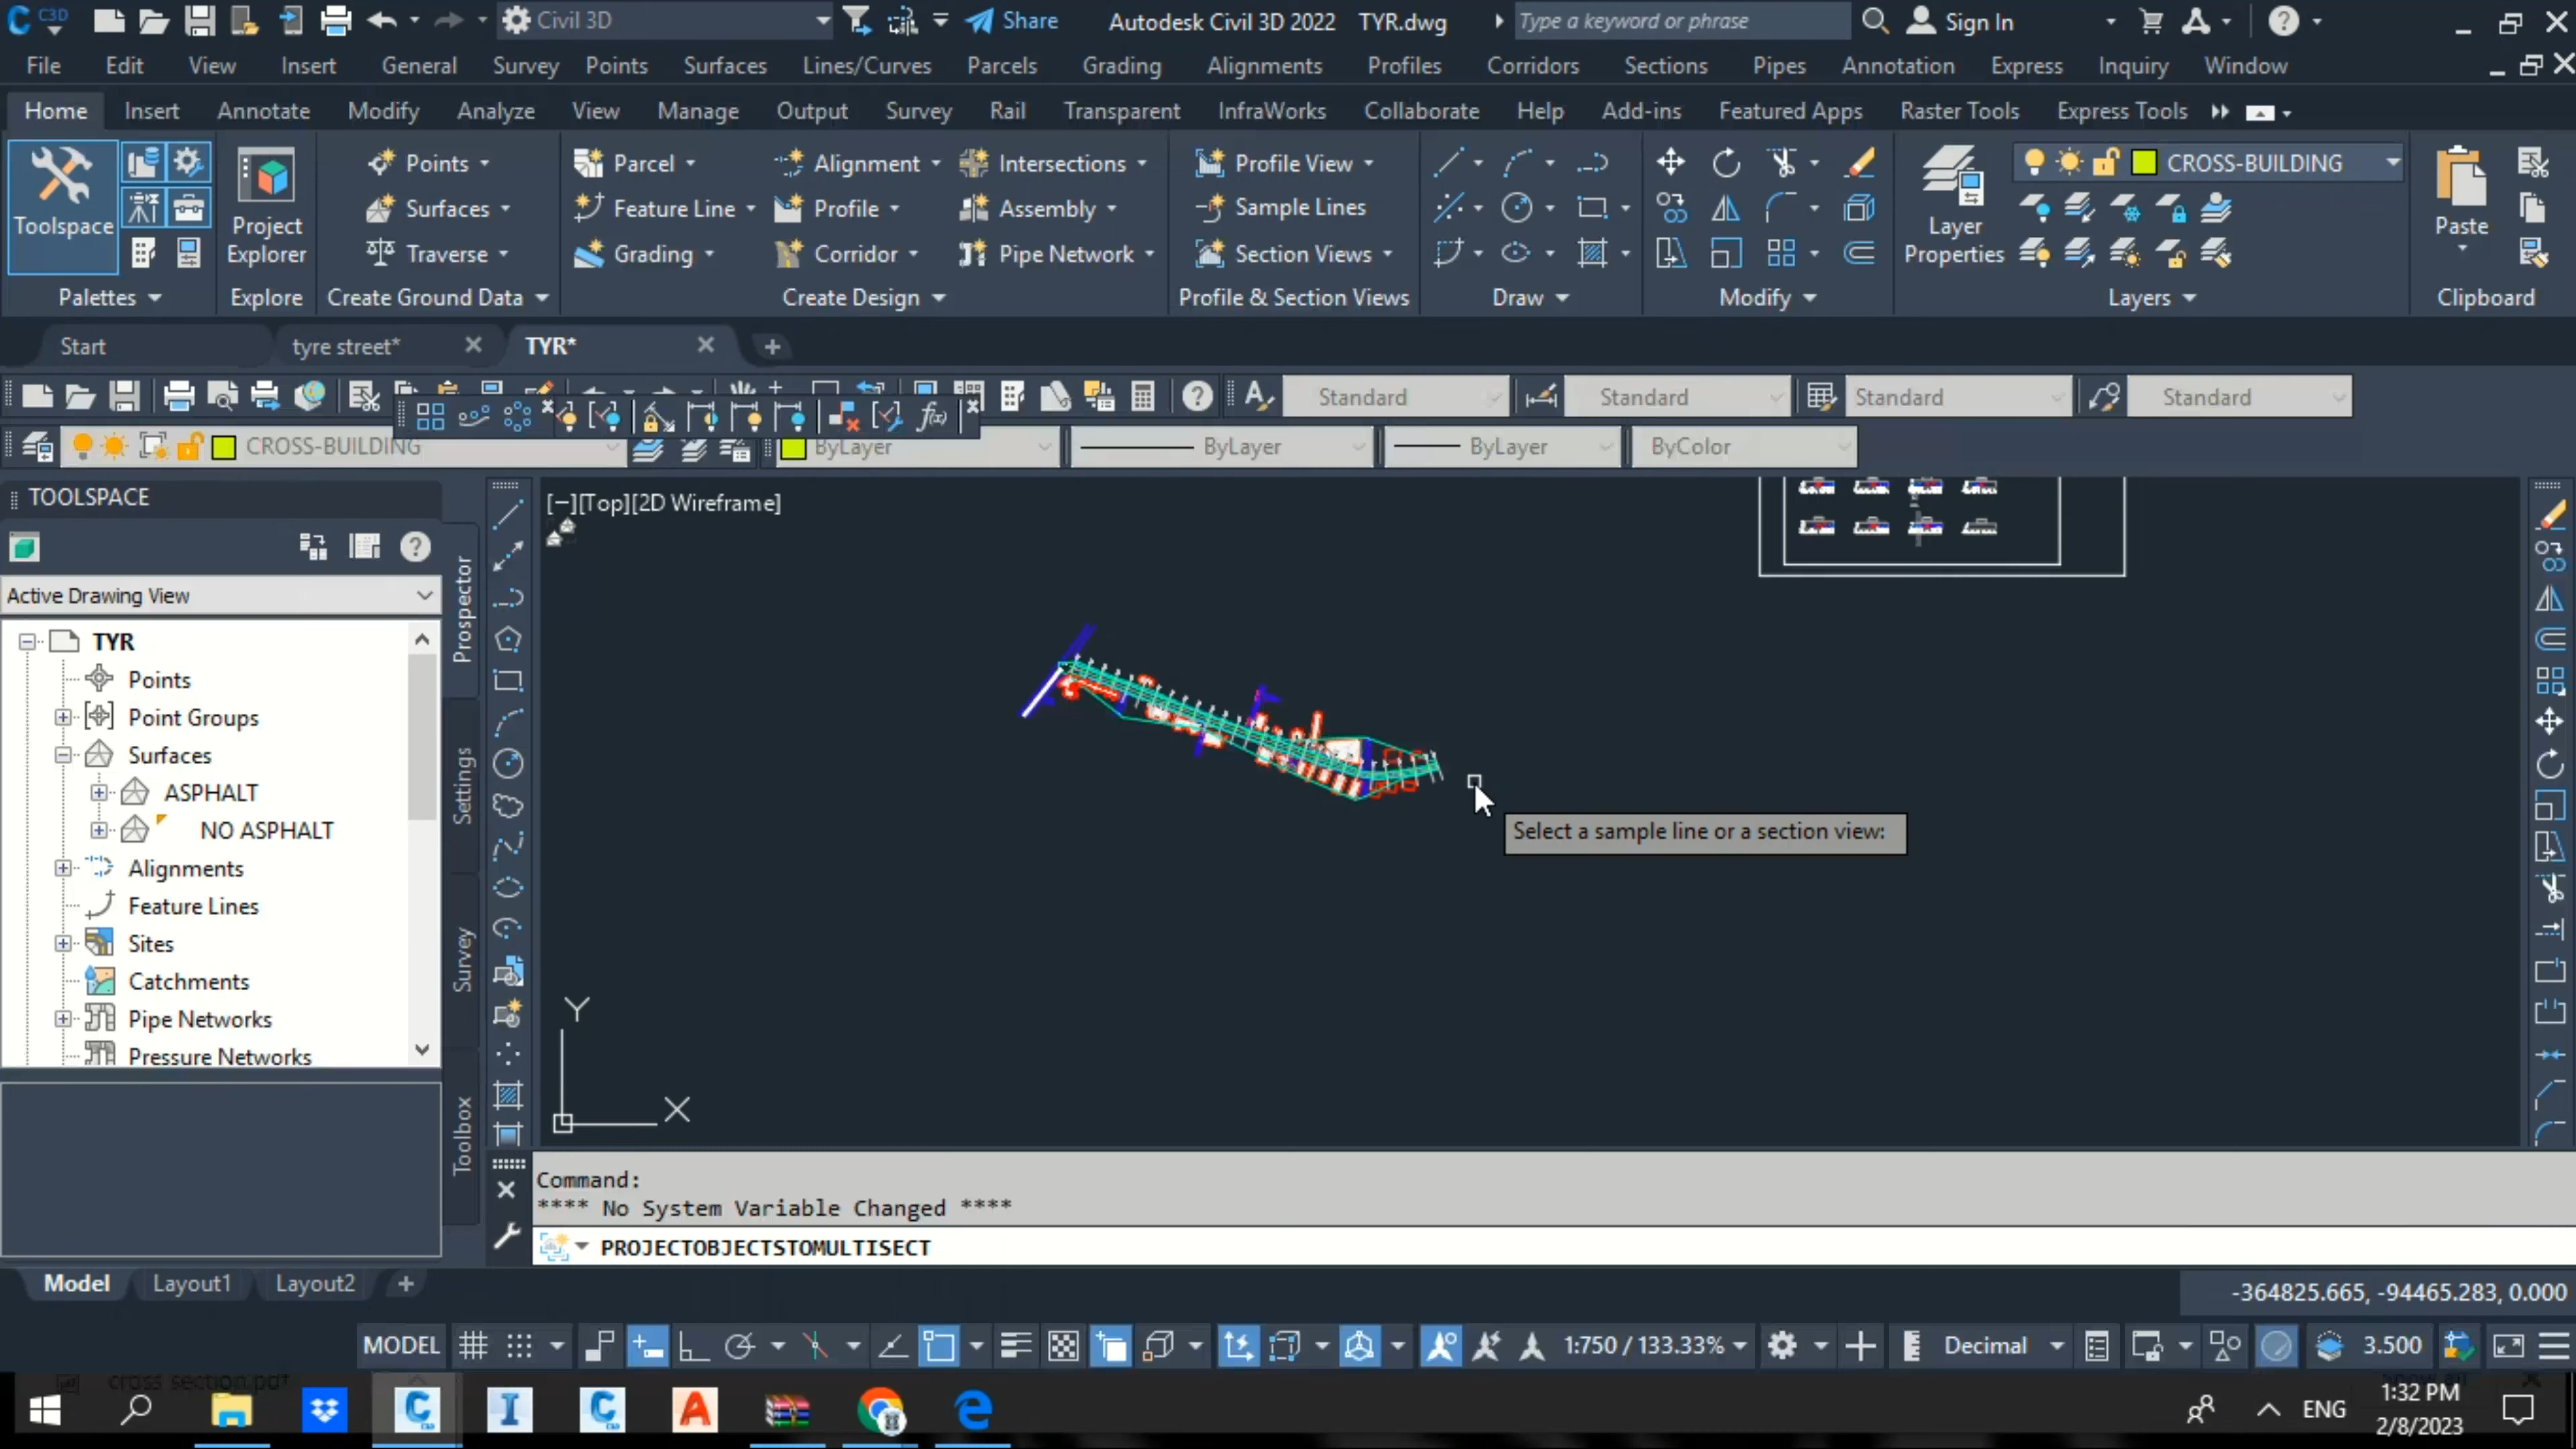 C3D Civil 3D Share Autodesk Civil 3D 2022 TYR.dwg Type a keyword or phrase Sign In
File Edit View Insert General Survey Points Surfaces Lines/Curves Parcels Grading Alignments Profiles Corridors Sections Pipes Annotation Express Inquiry Window
Home Insert Annotate Modify Analyze View Manage Output Survey Rail Transparent InfraWorks Collaborate Help Add-ins Featured Apps Raster Tools Express Tools
Points Parcel Alignment Intersections Profile View CROSS-BUILDING
Surfaces Feature Line Profile Assembly Sample Lines
Toolspace Project Explorer Layer Properties Paste
Traverse Grading Corridor Pipe Network Section Views
Palettes Explore Create Ground Data Create Design Profile & Section Views Draw Modify Layers Clipboard
Start tyre street* TYR*
Standard Standard Standard Standard
CROSS-BUILDING ByLayer ByLayer ByLayer ByColor
f(x)
TOOLSPACE
[−][Top][2D Wireframe]
Active Drawing View
TYR
Points
Point Groups
Surfaces
ASPHALT
NO ASPHALT
Alignments
Feature Lines
Sites
Catchments
Pipe Networks
Pressure Networks
Prospector
Settings
Survey
Toolbox
Select a sample line or a section view:
Y
X
Command:
**** No System Variable Changed ****
PROJECTOBJECTSTOMULTISECT
Model Layout1 Layout2
-364825.665, -94465.283, 0.000
MODEL 1:750 / 133.33% Decimal 3.500
cross section.pdf
ENG
1:32 PM
2/8/2023